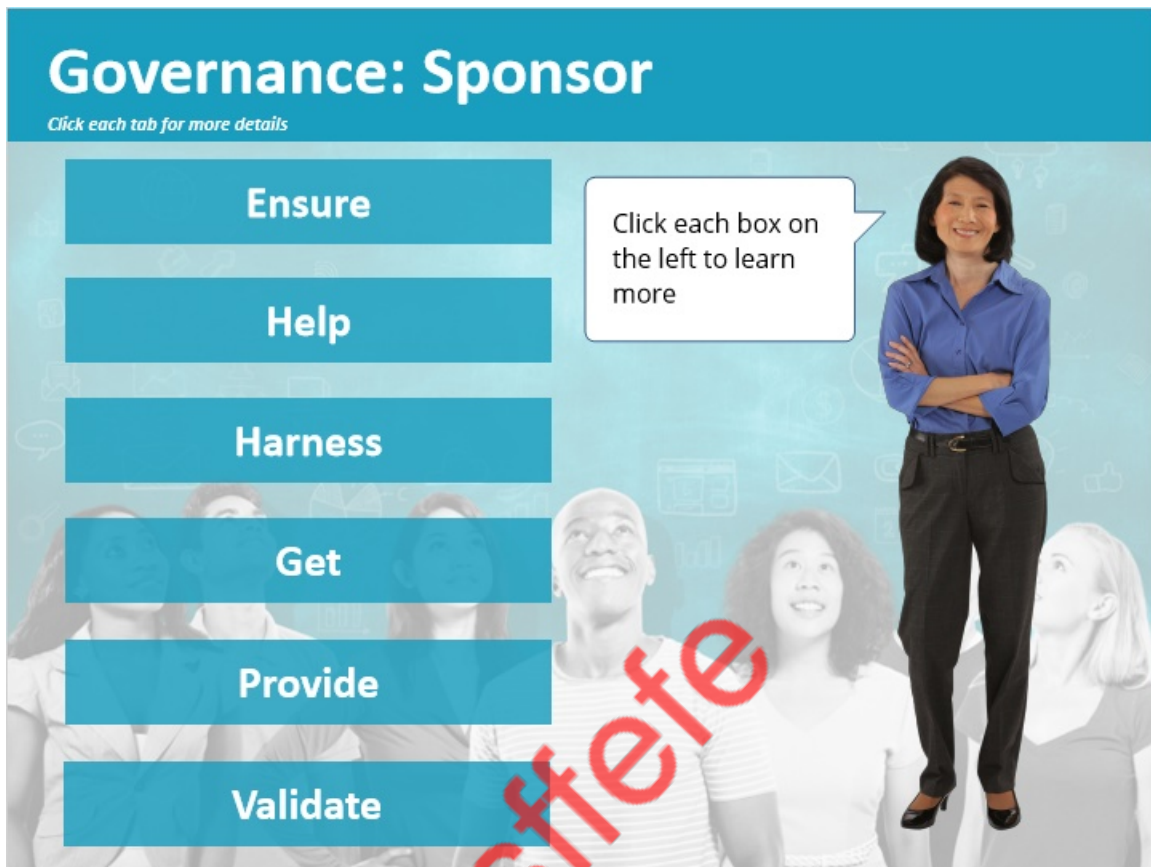 Governance: Sponsor
Click each tab for more details
Ensure
Click each box on
the left to learn
more
Help
Harness
Get
Provide
Validate